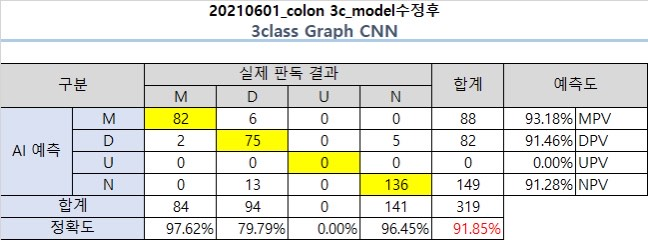 20210601_colon 3c_model수정후
3class Graph CNN
구분 실제 판독 결과 합계 예측도
M D U N
AI 예측 M 82 6 0 0 88 93.18% MPV
D 2 75 0 5 82 91.46% DPV
U 0 0 0 0 0 0.00% UPV
N 0 13 0 136 149 91.28% NPV
합계 84 94 0 141 319
정확도 97.62% 79.79% 0.00% 96.45% 91.85%